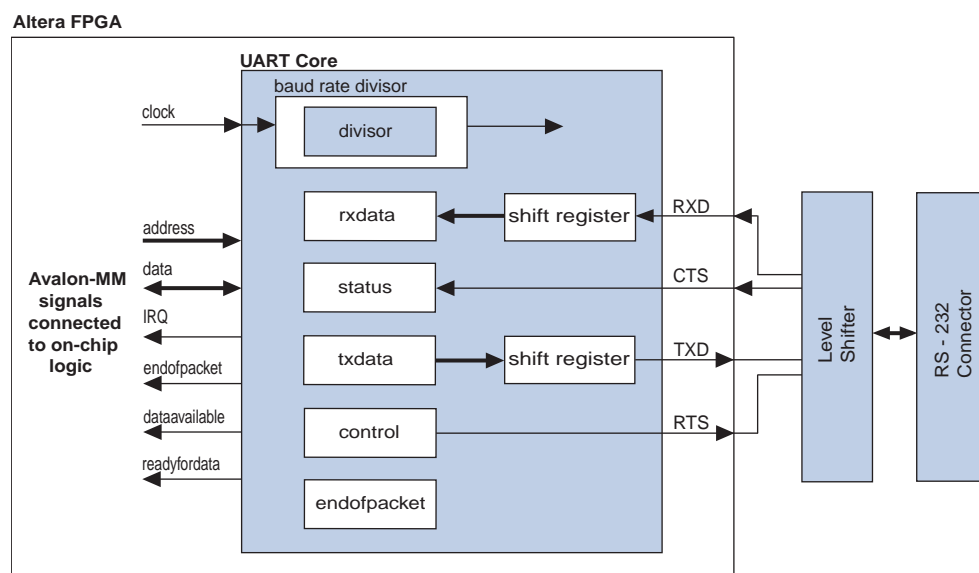 Altera FPGA
UART Core
baud rate divisor
clock
divisor
rxdata
shift register
RXD
address
data
Avalon-MM
signals
connected
to on-chip
logic
status
CTS
IRQ
txdata
shift register
TXD
endofpacket
dataavailable
control
RTS
readyfordata
endofpacket
Level
Shifter
RS - 232
Connector